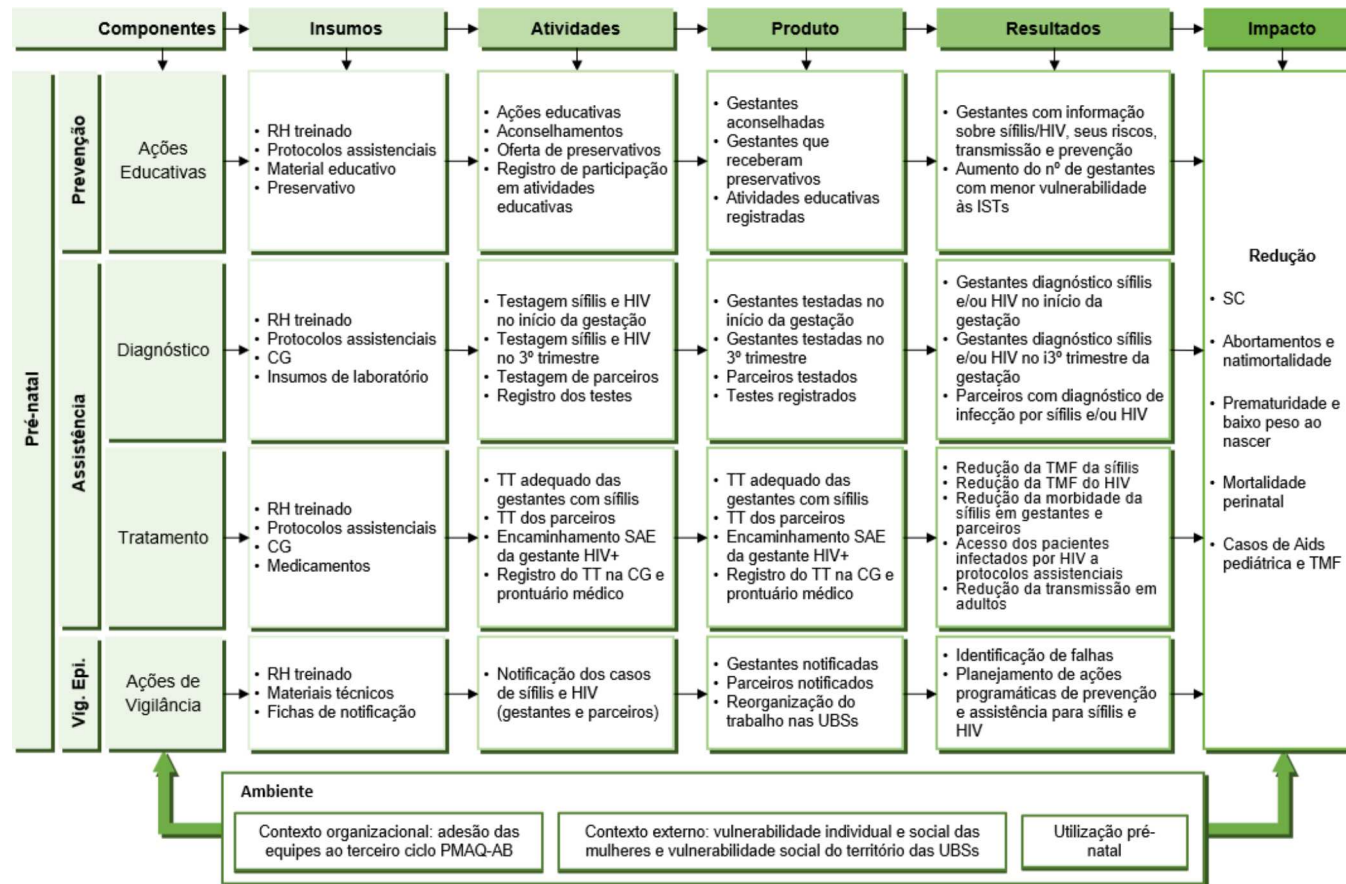 Componentes
Insumos
Atividades
Produto
Resultados
Impacto
Pré-natal
Prevenção
Ações
Educativas
• RH treinado
• Protocolos assistenciais
• Material educativo
• Preservativo
• Ações educativas
• Aconselhamentos
• Oferta de preservativos
• Registro de participação
em atividades
educativas
• Gestantes
aconselhadas
• Gestantes que
receberam
preservativos
• Atividades educativas
registradas
• Gestantes com informação
sobre sífilis/HIV, seus riscos,
transmissão e prevenção
• Aumento do nº de gestantes
com menor vulnerabilidade
às ISTs
Assistência
Diagnóstico
• RH treinado
• Protocolos assistenciais
• CG
• Insumos de laboratório
• Testagem sífilis e HIV
no início da gestação
• Testagem sífilis e HIV
no 3º trimestre
• Testagem de parceiros
• Registro dos testes
• Gestantes testadas no
início da gestação
• Gestantes testadas no
3º trimestre
• Parceiros testados
• Testes registrados
• Gestantes diagnóstico sífilis
e/ou HIV no início da
gestação
• Gestantes diagnóstico sífilis
e/ou HIV no i3º trimestre da
gestação
• Parceiros com diagnóstico de
infecção por sífilis e/ou HIV
Tratamento
• RH treinado
• Protocolos assistenciais
• CG
• Medicamentos
• TT adequado das
gestantes com sífilis
• TT dos parceiros
• Encaminhamento SAE
da gestante HIV+
• Registro do TT na CG e
prontuário médico
• TT adequado das
gestantes com sífilis
• TT dos parceiros
• Encaminhamento SAE
da gestante HIV+
• Registro do TT na CG e
prontuário médico
• Redução da TMF da sífilis
• Redução da TMF do HIV
• Redução da morbidade da
sífilis em gestantes e
parceiros
• Acesso dos pacientes
infectados por HIV a
protocolos assistenciais
• Redução da transmissão em
adultos
Vig. Epi.
Ações de
Vigilância
• RH treinado
• Materiais técnicos
• Fichas de notificação
• Notificação dos casos
de sífilis e HIV
(gestantes e parceiros)
• Gestantes notificadas
• Parceiros notificados
• Reorganização do
trabalho nas UBSs
• Identificação de falhas
• Planejamento de ações
programáticas de prevenção
e assistência para sífilis e
HIV
Redução
• SC
• Abortamentos e
natimortalidade
• Prematuridade e
baixo peso ao
nascer
• Mortalidade
perinatal
• Casos de Aids
pediátrica e TMF
Ambiente
Contexto organizacional: adesão das
equipes ao terceiro ciclo PMAQ-AB
Contexto externo: vulnerabilidade individual e social das
mulheres e vulnerabilidade social do território das UBSs
Utilização pré-
natal